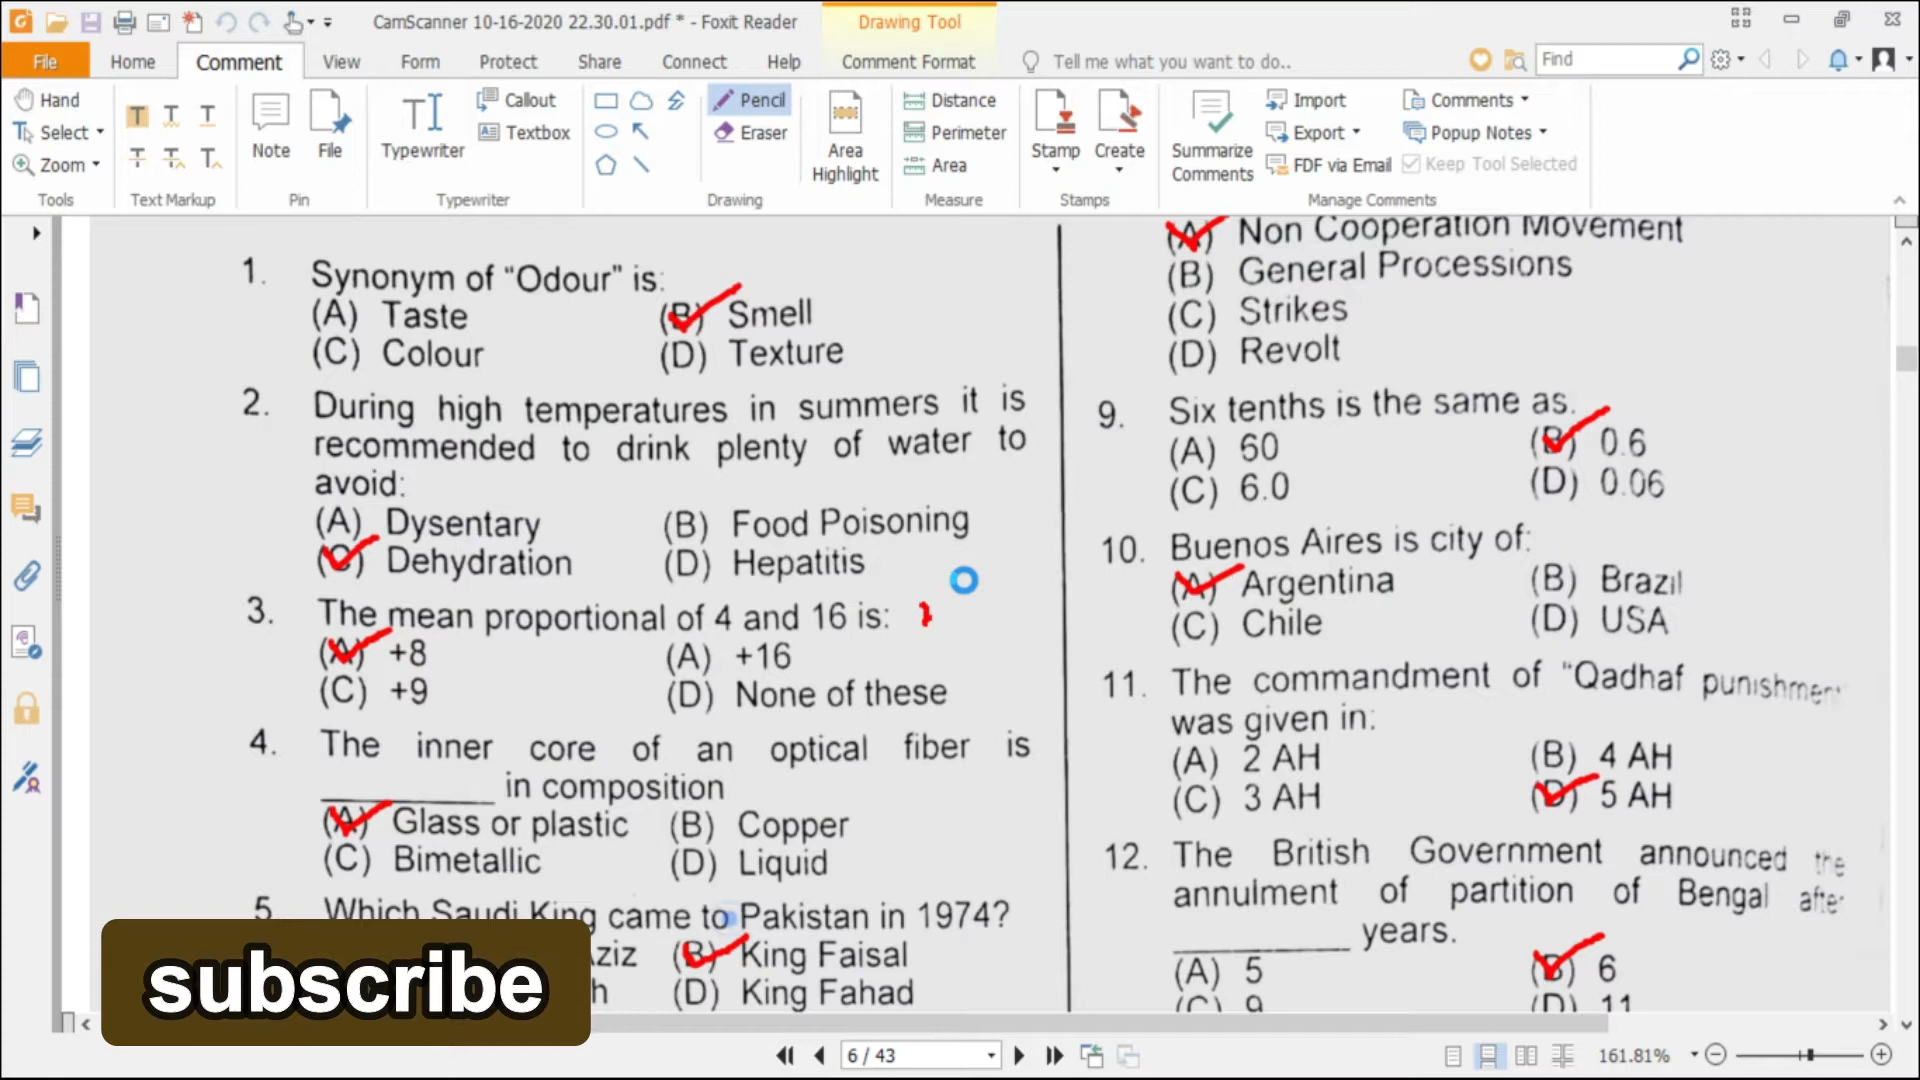 CamScanner 10-16-2020 22.30.01.pdf * - Foxit Reader
Drawing Tool
File
Home
Comment
View
Form
Protect
Share
Connect
Help
Comment Format
Tell me what you want to do..
Find
Hand
Select
Zoom
Tools
Text Markup
Note
File
Pin
Typewriter
Callout
Textbox
Typewriter
Pencil
Eraser
Drawing
Area
Highlight
Distance
Perimeter
Area
Measure
Stamp
Create
Stamps
Summarize
Comments
Import
Export
FDF via Email
Comments
Popup Notes
Keep Tool Selected
Manage Comments
1. Synonym of “Odour” is:
(A) Taste (B) Smell
(C) Colour (D) Texture
2. During high temperatures in summers it is
recommended to drink plenty of water to
avoid:
(A) Dysentary (B) Food Poisoning
(C) Dehydration (D) Hepatitis
3. The mean proportional of 4 and 16 is:
(A) +8 (A) +16
(C) +9 (D) None of these
4. The inner core of an optical fiber is
__________ in composition
(A) Glass or plastic (B) Copper
(C) Bimetallic (D) Liquid
5 Which Saudi King came to Pakistan in 1974?
Aziz (B) King Faisal
h (D) King Fahad
(A) Non Cooperation Movement
(B) General Processions
(C) Strikes
(D) Revolt
9. Six tenths is the same as.
(A) 60 (B) 0.6
(C) 6.0 (D) 0.06
10. Buenos Aires is city of:
(A) Argentina (B) Brazil
(C) Chile (D) USA
11. The commandment of “Qadhaf punishment
was given in:
(A) 2 AH (B) 4 AH
(C) 3 AH (D) 5 AH
12. The British Government announced the
annulment of partition of Bengal after
__________ years.
(A) 5 (B) 6
(C) 9 (D) 11
subscribe
6 / 43
161.81%